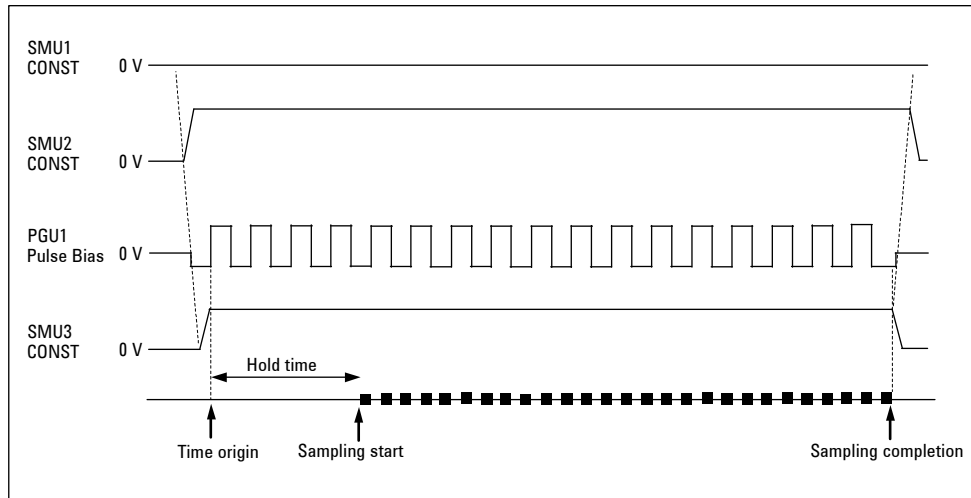 SMU1
CONST 0 V
SMU2
CONST 0 V
PGU1
Pulse Bias 0 V
SMU3
CONST 0 V
Hold time
Time origin Sampling start Sampling completion